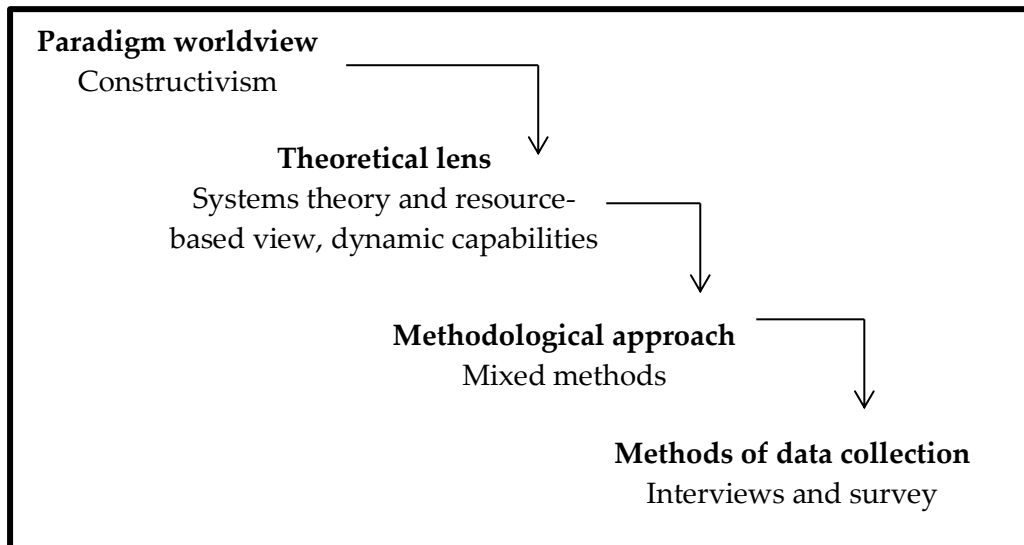 Paradigm worldview
Constructivism
Theoretical lens
Systems theory and resource-
based view, dynamic capabilities
Methodological approach
Mixed methods
Methods of data collection
Interviews and survey